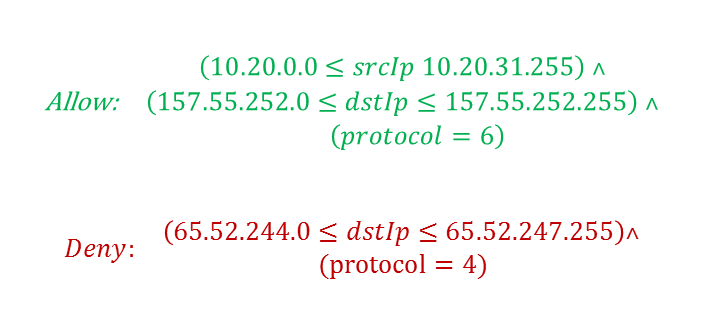 (10.20.0.0 ≤ srcIp 10.20.31.255) ∧
Allow: (157.55.252.0 ≤ dstIp ≤ 157.55.252.255) ∧
(protocol = 6)
(65.52.244.0 ≤ dstIp ≤ 65.52.247.255)∧
Deny:
(protocol = 4)